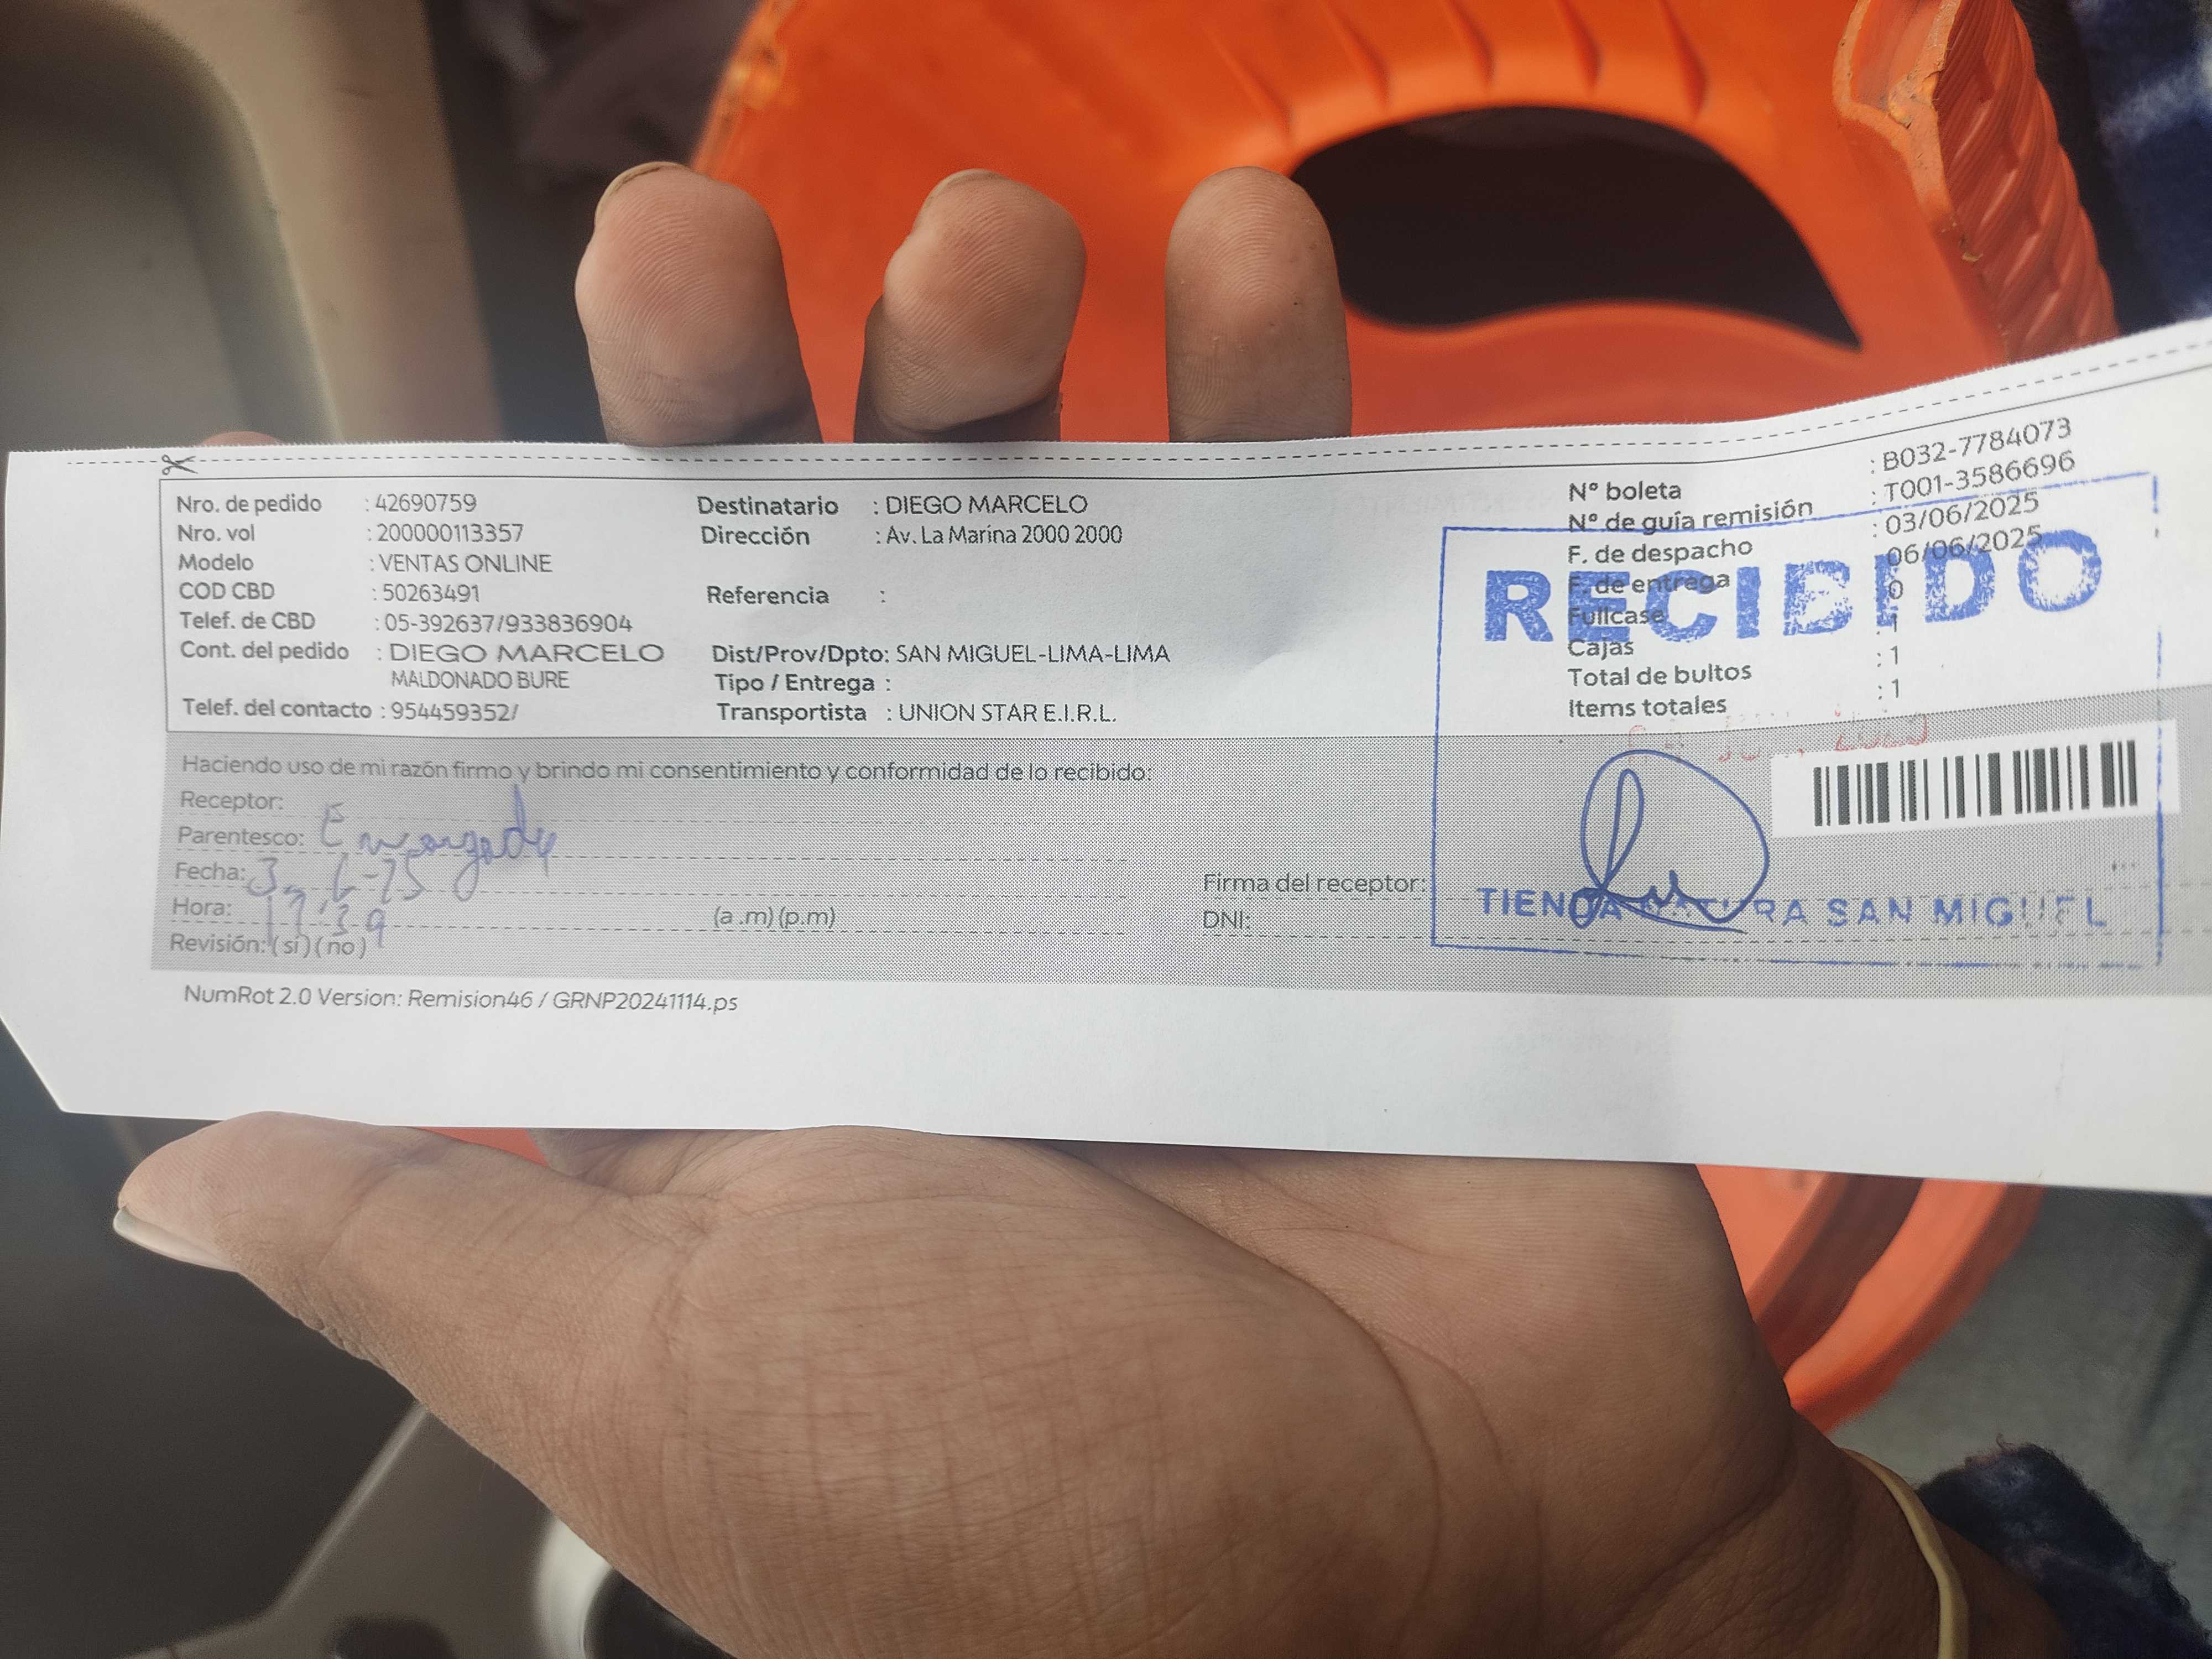 Nro. de pedido : 42690759
Nro. vol : 200000113357
Modelo : VENTAS ONLINE
COD CBD : 50263491
Telef. de CBD : 05-392637/933836904
Cont. del pedido : DIEGO MARCELO
MALDONADO BURE
Telef. del contacto : 954459352/
Destinatario : DIEGO MARCELO
Dirección : Av. La Marina 2000 2000
Referencia :
Dist/Prov/Dpto: SAN MIGUEL-LIMA-LIMA
Tipo / Entrega :
Transportista : UNION STAR E.I.R.L.
N° boleta : B032-7784073
N° de guía remisión : T001-3586696
F. de despacho : 03/06/2025
F. de entrega 06/06/2025
Fullcase 0
Cajas : 1
Total de bultos : 1
Items totales : 1
RECIBIDO
Haciendo uso de mi razón firmo y brindo mi consentimiento y conformidad de lo recibido:
Receptor:
Parentesco: Encargado
Fecha: 3-6-25
Hora: 17:39 (a.m) (p.m)
Revisión: (si) (no)
Firma del receptor:
DNI:
TIENDA NATURA SAN MIGUEL
NumRot 2.0 Version: Remision46 / GRNP20241114.ps